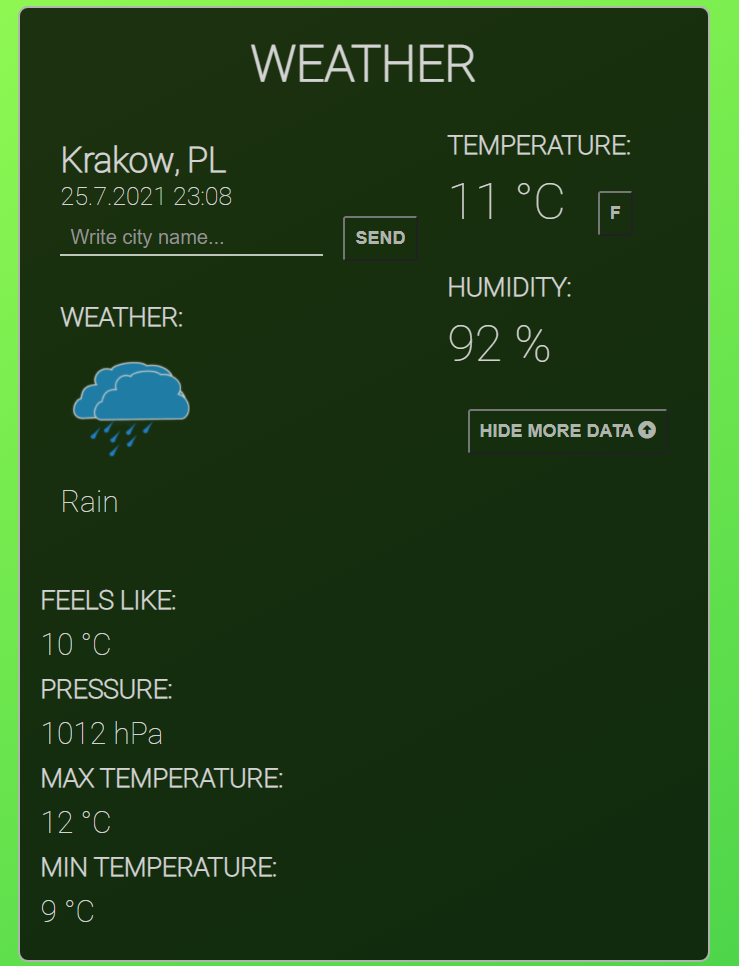 WEATHER
Krakow, PL
25.7.2021 23:08
Write city name...
SEND
WEATHER:
Rain
TEMPERATURE:
11 °C
F
HUMIDITY:
92 %
HIDE MORE DATA
FEELS LIKE:
10 °C
PRESSURE:
1012 hPa
MAX TEMPERATURE:
12 °C
MIN TEMPERATURE:
9 °C